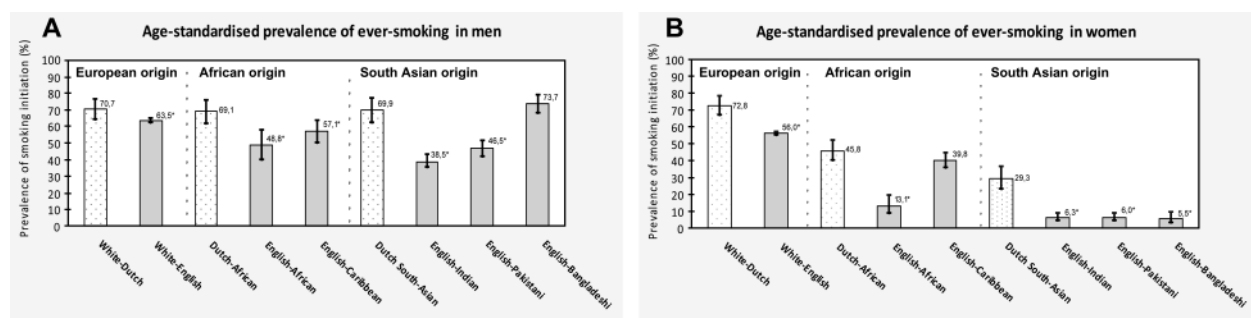 A
Age-standardised prevalence of ever-smoking in men
Prevalence of smoking initiation (%)
100
90
80
70
60
50
40
30
20
10
0
European origin
African origin
South Asian origin
70,7
63,5*
69,1
48,8*
57,1*
69,9
38,5*
46,5*
73,7
White-Dutch
White-English
Dutch-African
English-African
English-Caribbean
Dutch South-Asian
English-Indian
English-Pakistani
English-Bangladeshi
B
Age-standardised prevalence of ever-smoking in women
Prevalence of smoking initiation (%)
100
90
80
70
60
50
40
30
20
10
0
European origin
African origin
South Asian origin
72,8
56,0*
45,8
13,1*
39,8
29,3
6,3*
6,0*
5,5*
White-Dutch
White-English
Dutch-African
English-African
English-Caribbean
Dutch South-Asian
English-Indian
English-Pakistani
English-Bangladeshi